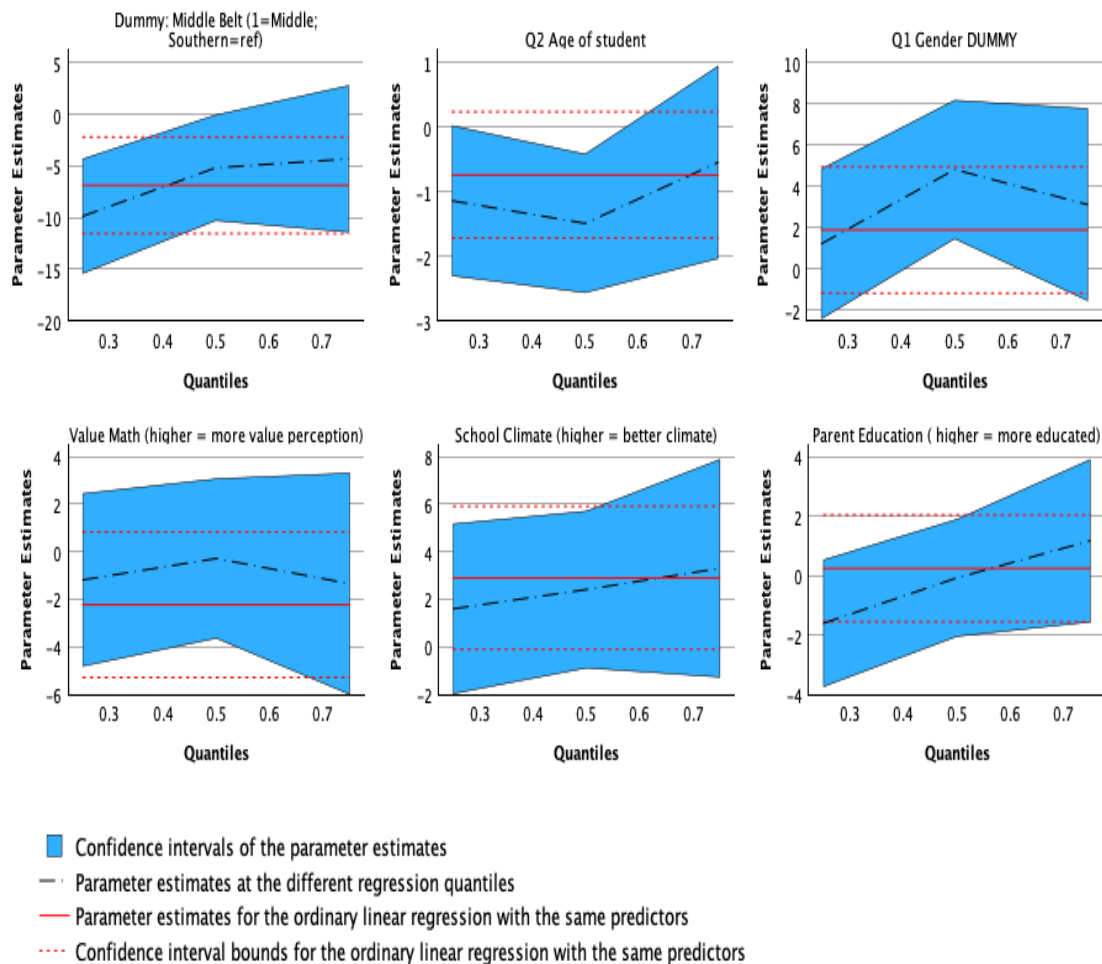 Dummy: Middle Belt (1=Middle;
Southern=ref)
Parameter Estimates
5
0
−5
−10
−15
−20
0.3 0.4 0.5 0.6 0.7
Quantiles
Q2 Age of student
Parameter Estimates
1
0
−1
−2
−3
0.3 0.4 0.5 0.6 0.7
Quantiles
Q1 Gender DUMMY
Parameter Estimates
10
8
6
4
2
0
−2
0.3 0.4 0.5 0.6 0.7
Quantiles
Value Math (higher = more value perception)
Parameter Estimates
4
2
0
−2
−4
−6
0.3 0.4 0.5 0.6 0.7
Quantiles
School Climate (higher = better climate)
Parameter Estimates
8
6
4
2
0
−2
0.3 0.4 0.5 0.6 0.7
Quantiles
Parent Education ( higher = more educated)
Parameter Estimates
4
2
0
−2
−4
0.3 0.4 0.5 0.6 0.7
Quantiles
Confidence intervals of the parameter estimates
Parameter estimates at the different regression quantiles
Parameter estimates for the ordinary linear regression with the same predictors
Confidence interval bounds for the ordinary linear regression with the same predictors